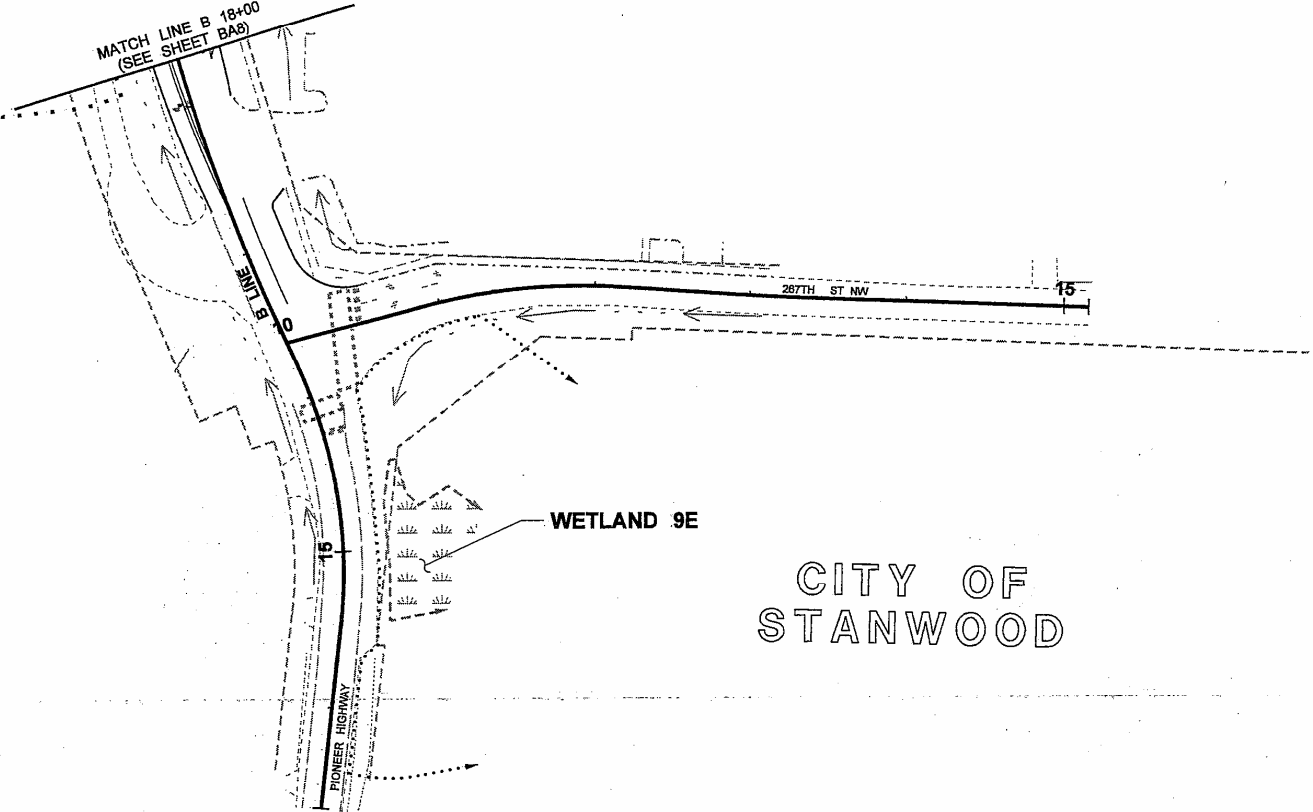 MATCH LINE B 18+00
(SEE SHEET BA8)
B LINE
10
267TH ST NW
15
15
WETLAND 9E
CITY OF
STANWOOD
PIONEER HIGHWAY